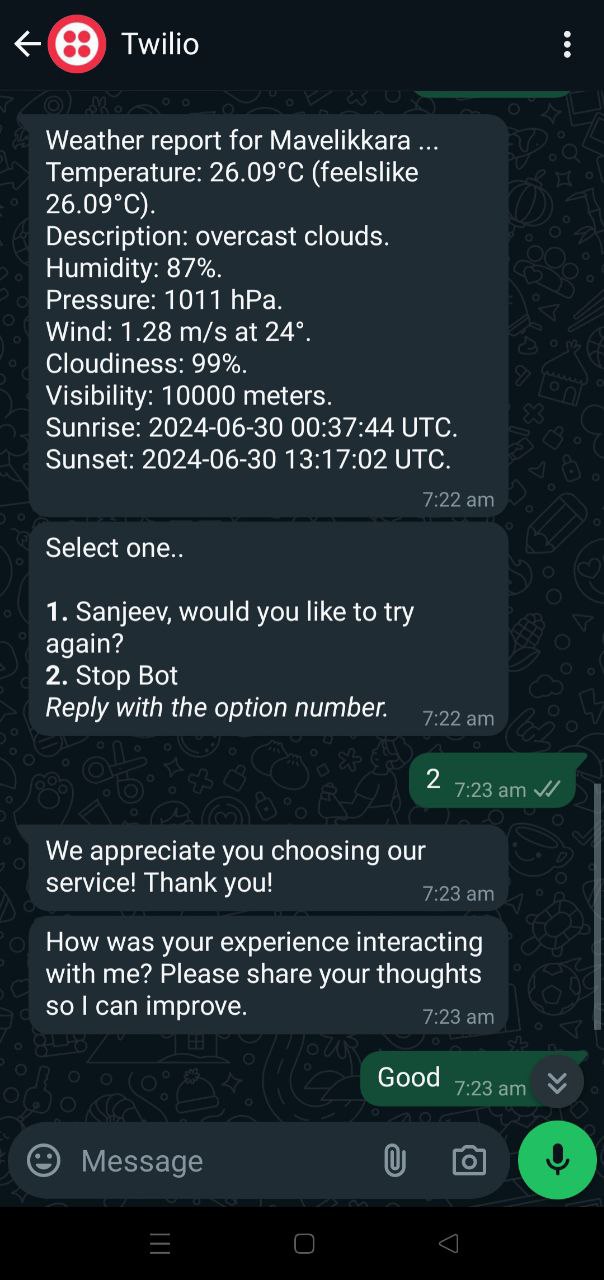 Twilio
Weather report for Mavelikkara ...
Temperature: 26.09°C (feelslike
26.09°C).
Description: overcast clouds.
Humidity: 87%.
Pressure: 1011 hPa.
Wind: 1.28 m/s at 24°.
Cloudiness: 99%.
Visibility: 10000 meters.
Sunrise: 2024-06-30 00:37:44 UTC.
Sunset: 2024-06-30 13:17:02 UTC.
7:22 am
Select one..
1. Sanjeev, would you like to try
again?
2. Stop Bot
Reply with the option number.
7:22 am
2 7:23 am
We appreciate you choosing our
service! Thank you!
7:23 am
How was your experience interacting
with me? Please share your thoughts
so I can improve.
7:23 am
Good 7:23 am
Message